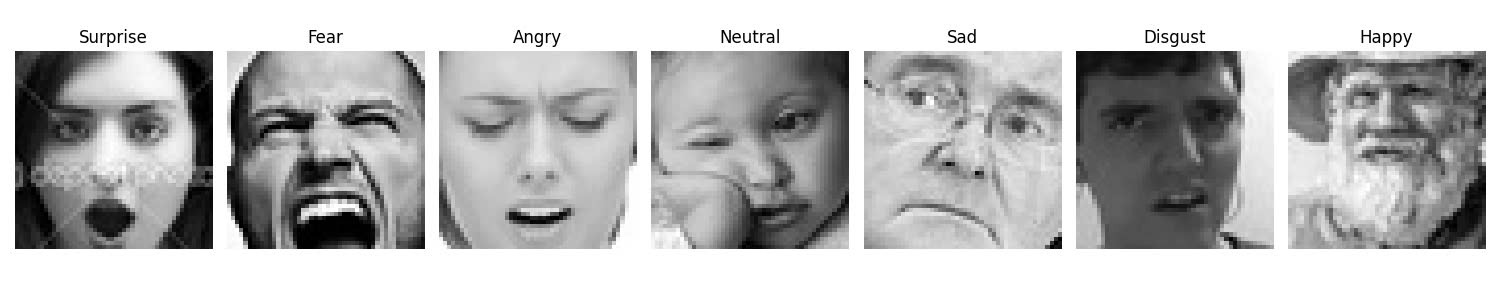 Surprise
Fear
Angry
Neutral
Sad
Disgust
Happy